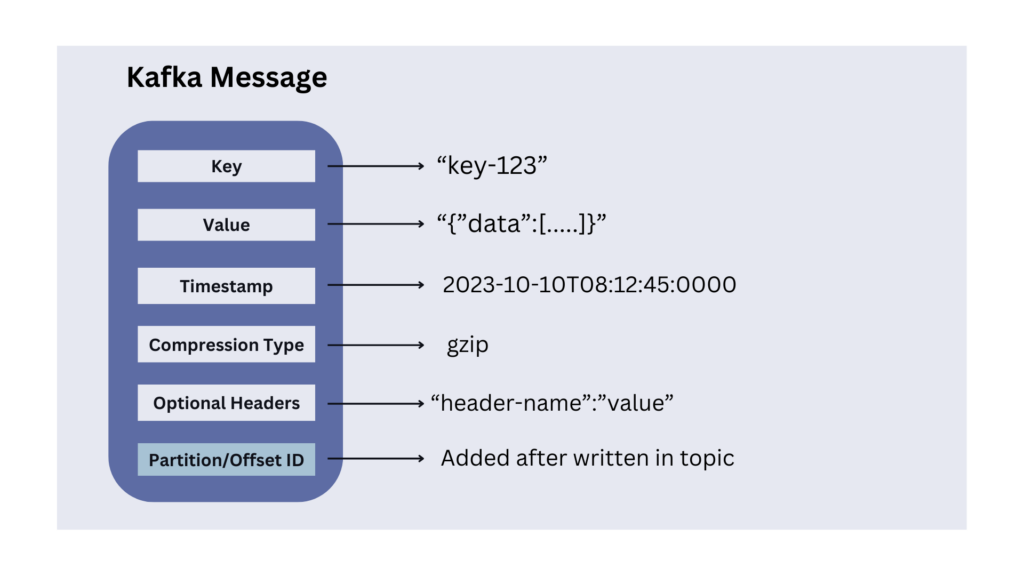 Kafka Message
Key “key-123”
Value “{”data”:[.....]}”
Timestamp 2023-10-10T08:12:45:0000
Compression Type gzip
Optional Headers “header-name”:”value”
Partition/Offset ID Added after written in topic